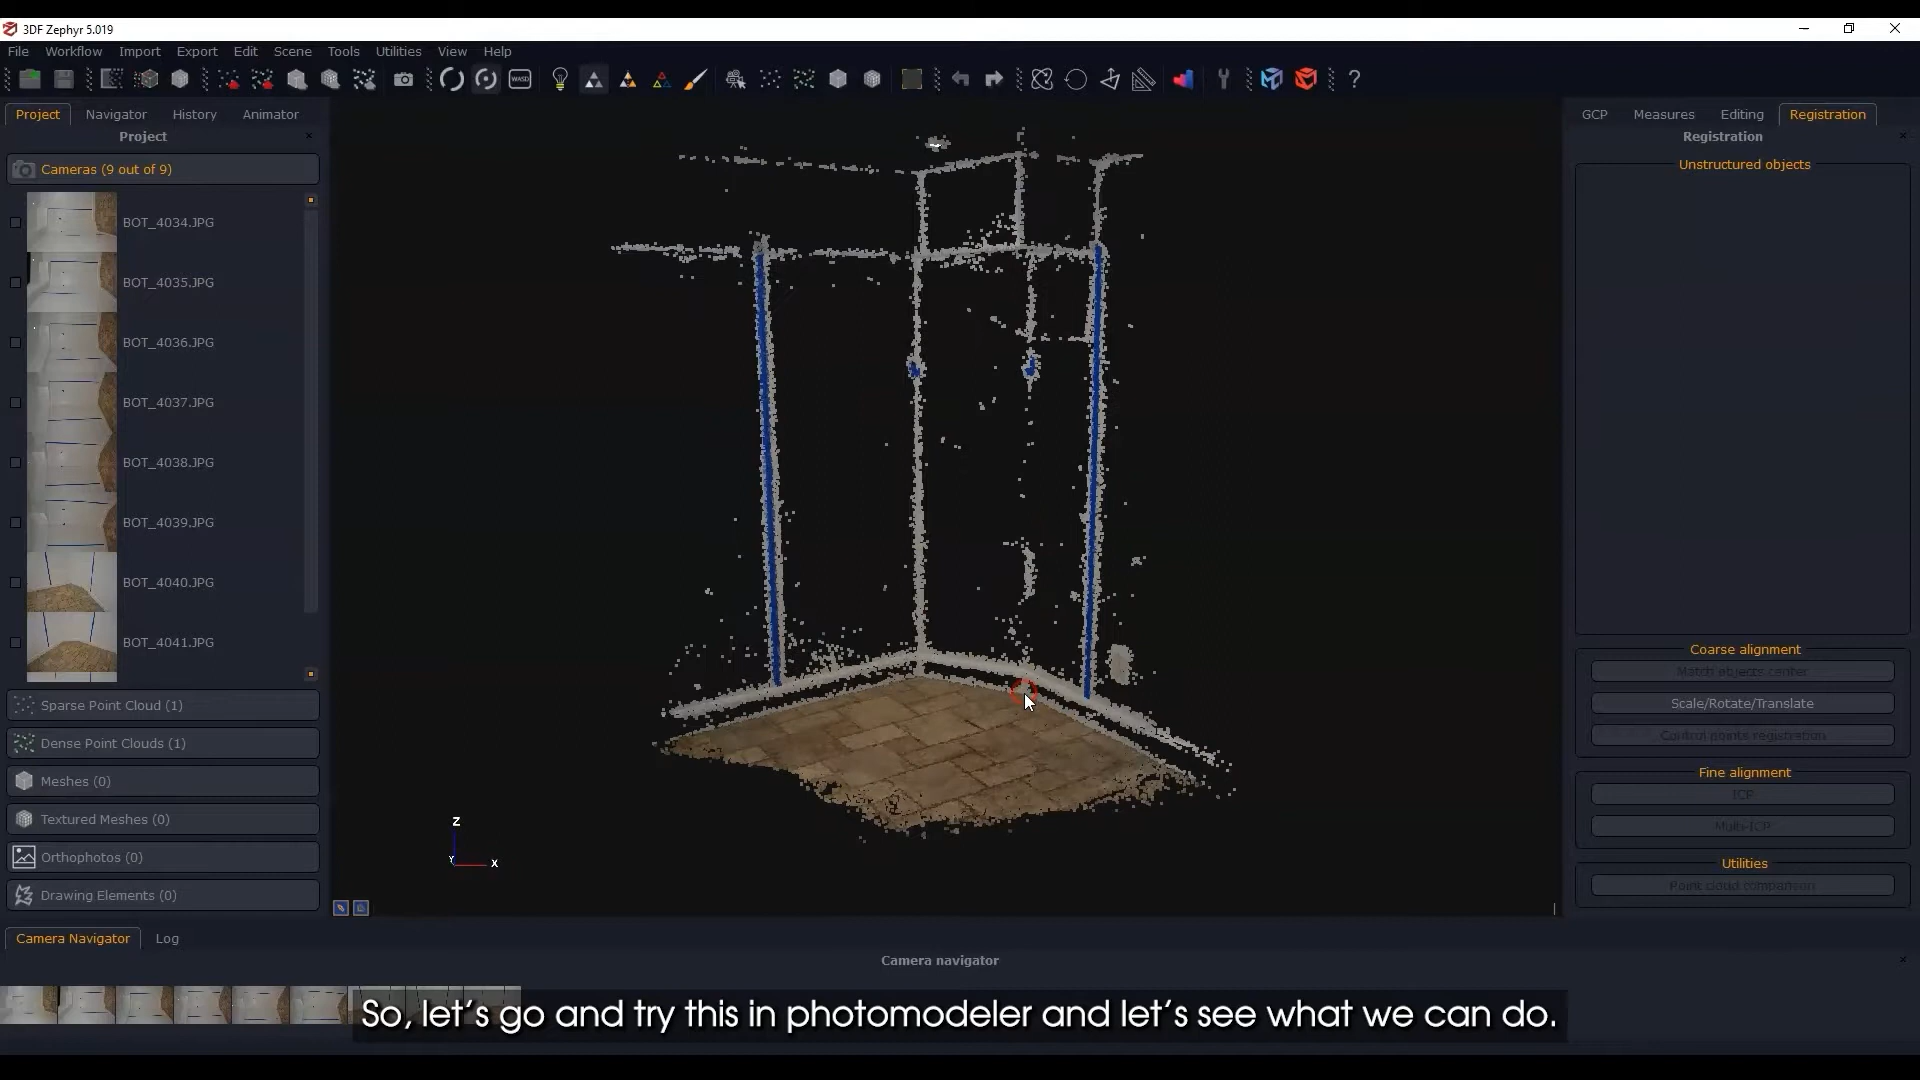 3DF Zephyr 5.019
File Workflow Import Export Edit Scene Tools Utilities View Help
WASD
Project Navigator History Animator
Project
Cameras (9 out of 9)
BOT_4034.JPG
BOT_4035.JPG
BOT_4036.JPG
BOT_4037.JPG
BOT_4038.JPG
BOT_4039.JPG
BOT_4040.JPG
BOT_4041.JPG
Sparse Point Cloud (1)
Dense Point Clouds (1)
Meshes (0)
Textured Meshes (0)
Orthophotos (0)
Drawing Elements (0)
Z
Y
X
GCP Measures Editing Registration
Registration
Unstructured objects
Coarse alignment
Match objects center
Scale/Rotate/Translate
Control points registration
Fine alignment
ICP
Multi-ICP
Utilities
Point cloud comparison
Camera Navigator Log
Camera navigator
So, let's go and try this in photomodeler and let's see what we can do.